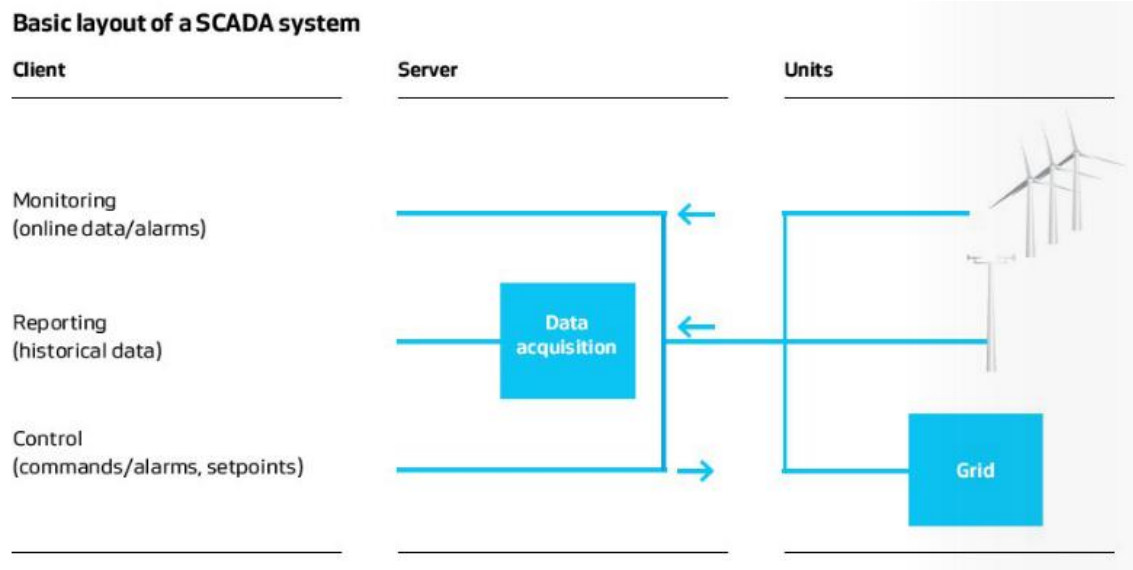 Basic layout of a SCADA system
Client
Server
Units
Monitoring
(online data/alarms)
Reporting
(historical data)
Data
acquisition
Control
(commands/alarms, setpoints)
Grid